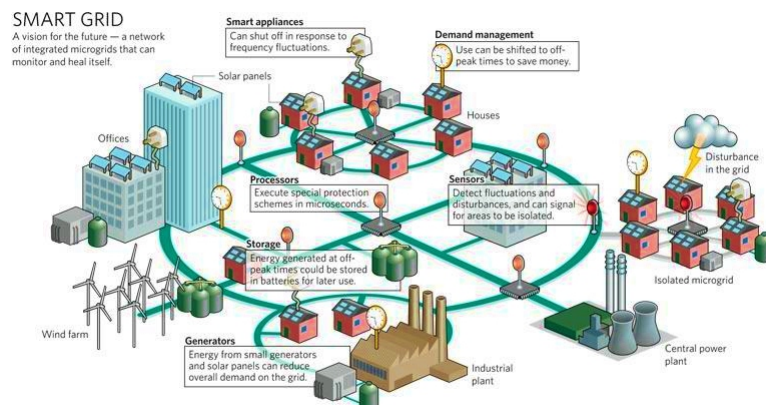 SMART GRID
A vision for the future — a network
of integrated microgrids that can
monitor and heal itself.
Smart appliances
Can shut off in response to
frequency fluctuations.
Demand management
Use can be shifted to off-
peak times to save money.
Solar panels
Houses
Offices
Disturbance
in the grid
Processors
Execute special protection
schemes in microseconds.
Sensors
Detect fluctuations and
disturbances, and can signal
for areas to be isolated.
Storage
Energy generated at off-
peak times could be stored
in batteries for later use.
Isolated microgrid
Wind farm
Generators
Energy from small generators
and solar panels can reduce
overall demand on the grid.
Industrial
plant
Central power
plant